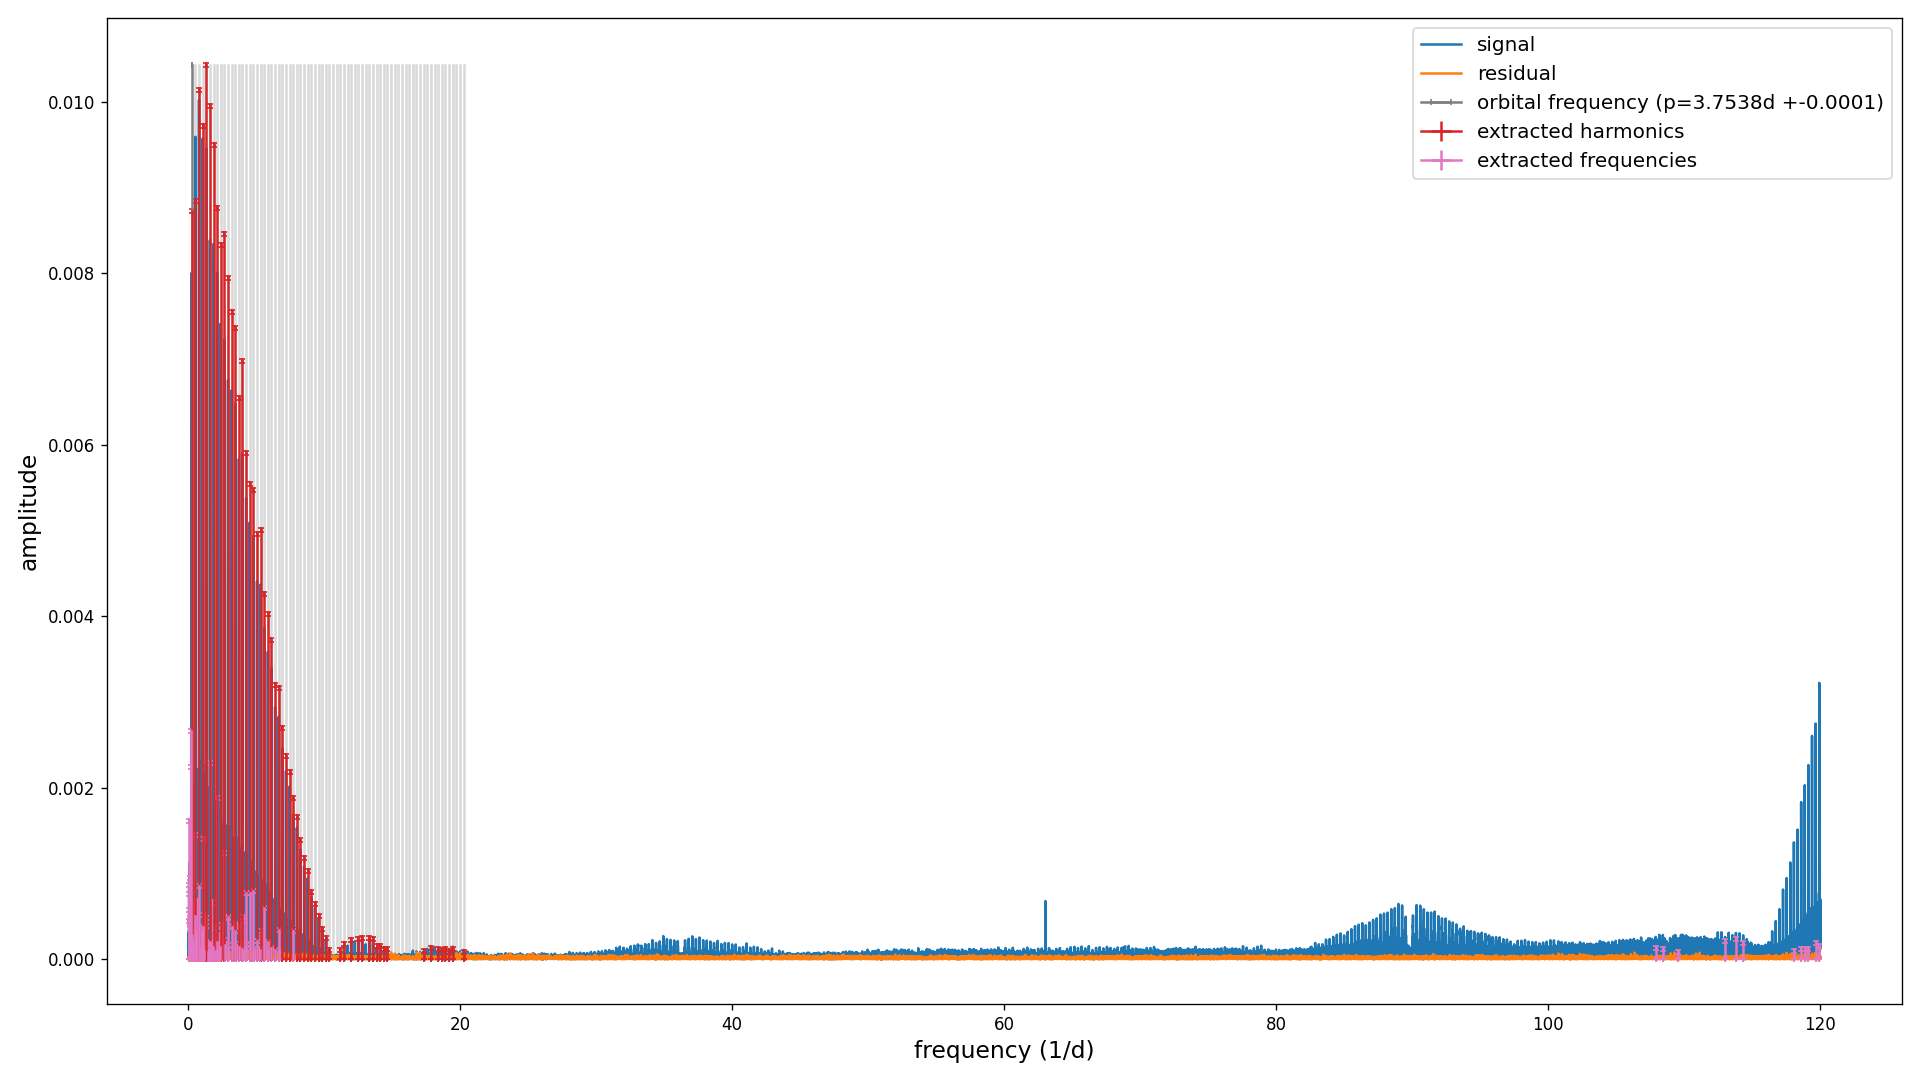 signal
residual
orbital frequency (p=3.7538d +-0.0001)
extracted harmonics
extracted frequencies
0.010
0.008
0.006
0.004
0.002
0.000
amplitude
0 20 40 60 80 100 120
frequency (1/d)